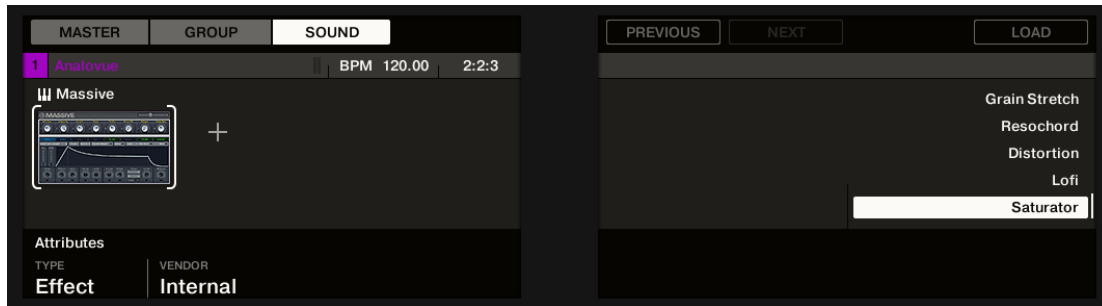 MASTER GROUP SOUND
PREVIOUS NEXT LOAD
1 Analovue BPM 120.00 2:2:3
Massive
MASSIVE
Grain Stretch
Resochord
Distortion
Lofi
Saturator
Attributes
TYPE VENDOR
Effect Internal